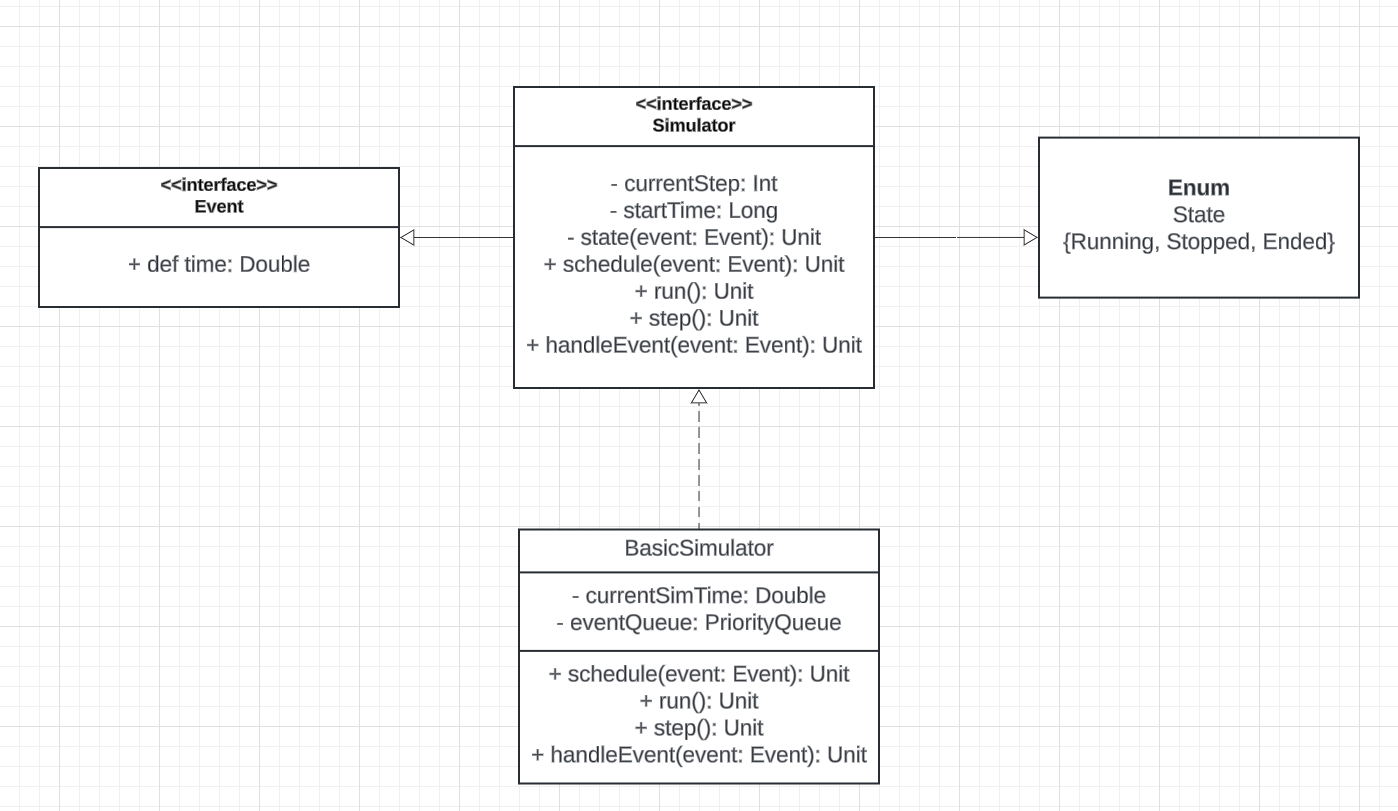 <<interface>>
Event
+ def time: Double
<<interface>>
Simulator
- currentStep: Int
- startTime: Long
- state(event: Event): Unit
+ schedule(event: Event): Unit
+ run(): Unit
+ step(): Unit
+ handleEvent(event: Event): Unit
Enum
State
{Running, Stopped, Ended}
BasicSimulator
- currentSimTime: Double
- eventQueue: PriorityQueue
+ schedule(event: Event): Unit
+ run(): Unit
+ step(): Unit
+ handleEvent(event: Event): Unit